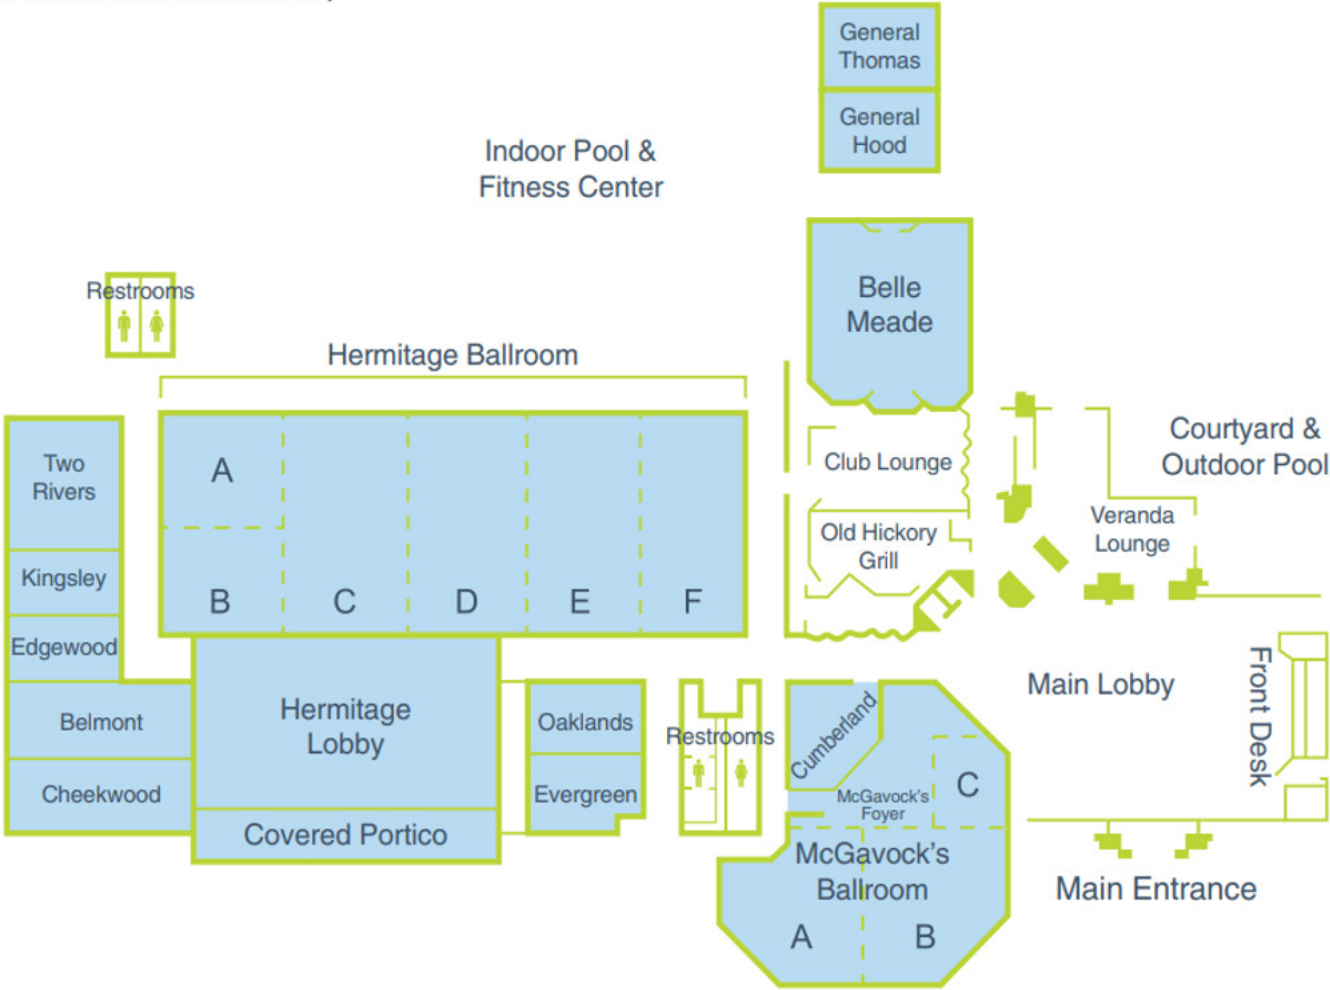 General
Thomas
General
Hood
Indoor Pool &
Fitness Center
Belle
Meade
Restrooms
Hermitage Ballroom
Courtyard &
Outdoor Pool
Club Lounge
Two
Rivers
A
Veranda
Lounge
Old Hickory
Grill
Kingsley
B
C
D
E
F
Edgewood
Front Desk
Main Lobby
Belmont
Hermitage
Lobby
Oaklands
Restrooms
Cumberland
Cheekwood
Evergreen
McGavock's
Foyer
C
Covered Portico
McGavock's
Ballroom
Main Entrance
A
B